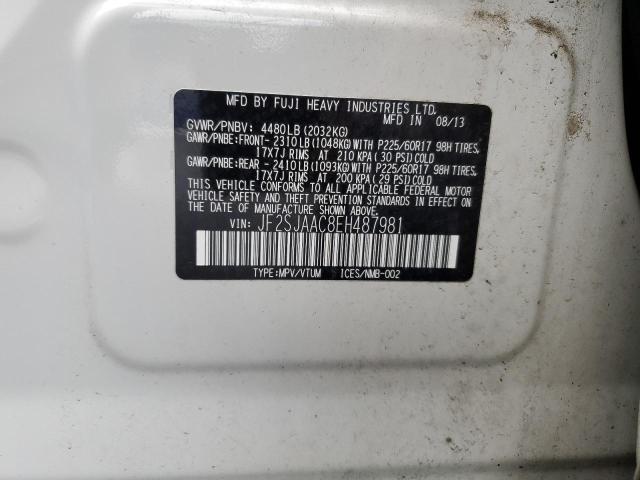 MFD BY FUJI HEAVY INDUSTRIES LTD.
MFD IN 08/13
GVWR/PNBV: 4480LB (2032KG)
GAWR/PNBE:FRONT- 2310LB (1048KG) WITH P225/60R17 98H TIRES,
17X7J RIMS AT 210 KPA ( 30 PSI) COLD
GAWR/PNBE:REAR - 2410LB (1093KG) WITH P225/60R17 98H TIRES,
17X7J RIMS AT 200 KPA ( 29 PSI) COLD
THIS VEHICLE CONFORMS TO ALL APPLICABLE FEDERAL MOTOR
VEHICLE SAFETY AND THEFT PREVENTION STANDARDS IN EFFECT ON
THE DATE OF MANUFACTURE SHOWN ABOVE.
VIN: JF2SJAAC8EH487981
TYPE:MPV/VTUM ICES/NMB-002